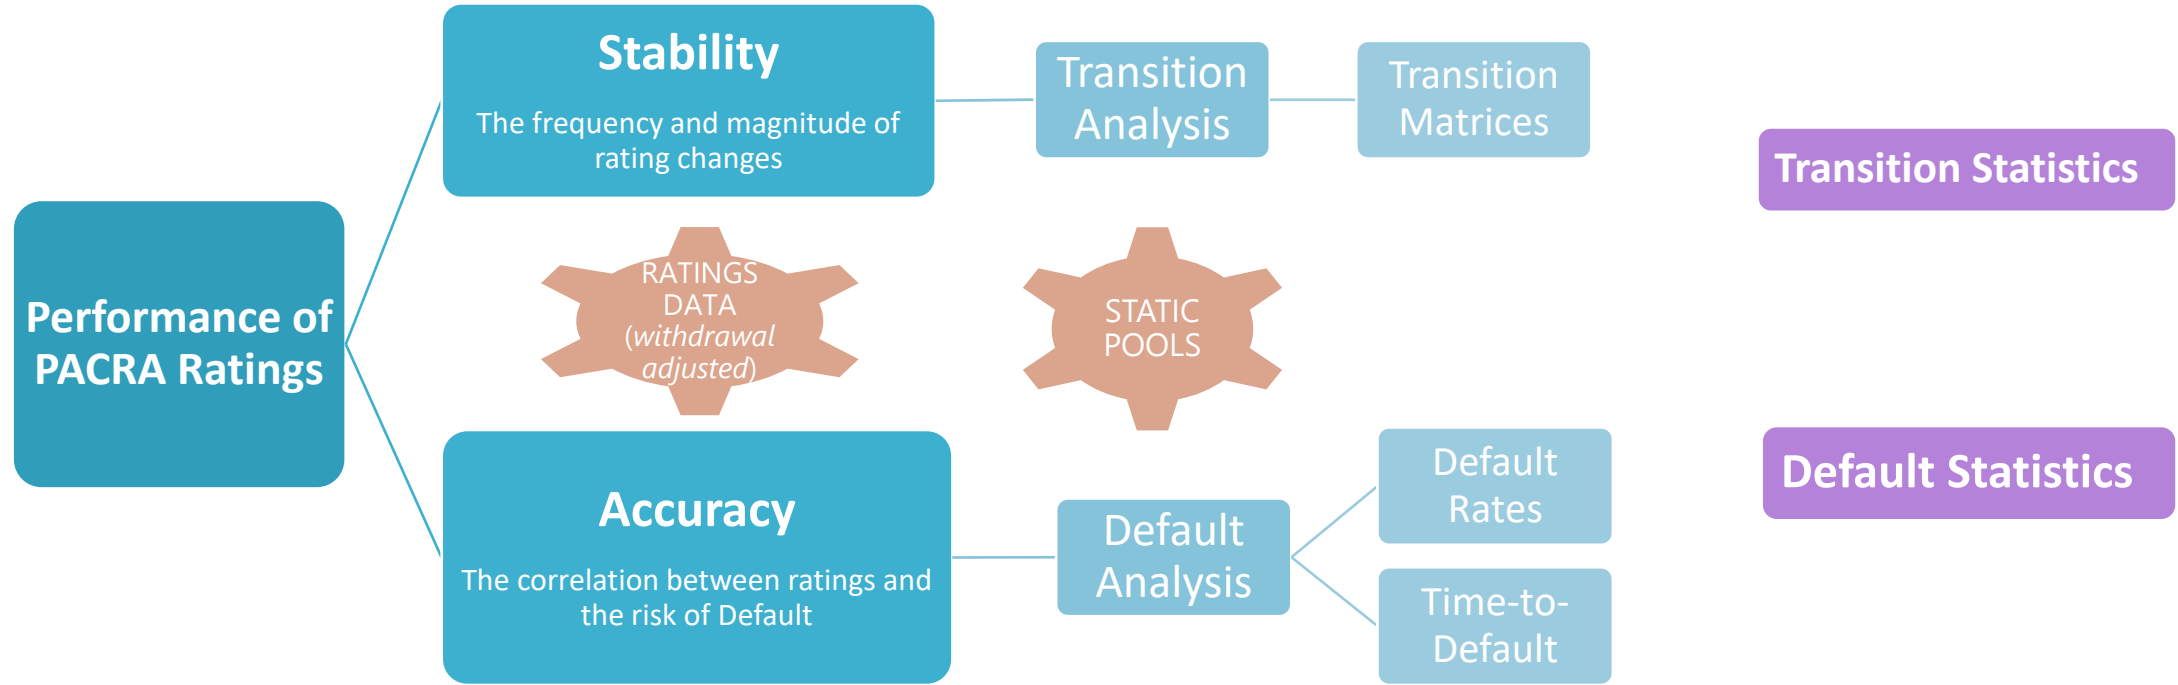 Performance of
PACRA Ratings
Stability
The frequency and magnitude of
rating changes
Transition
Analysis
Transition
Matrices
Transition Statistics
RATINGS
DATA
(withdrawal
adjusted)
STATIC
POOLS
Accuracy
The correlation between ratings and
the risk of Default
Default
Analysis
Default
Rates
Time-to-
Default
Default Statistics